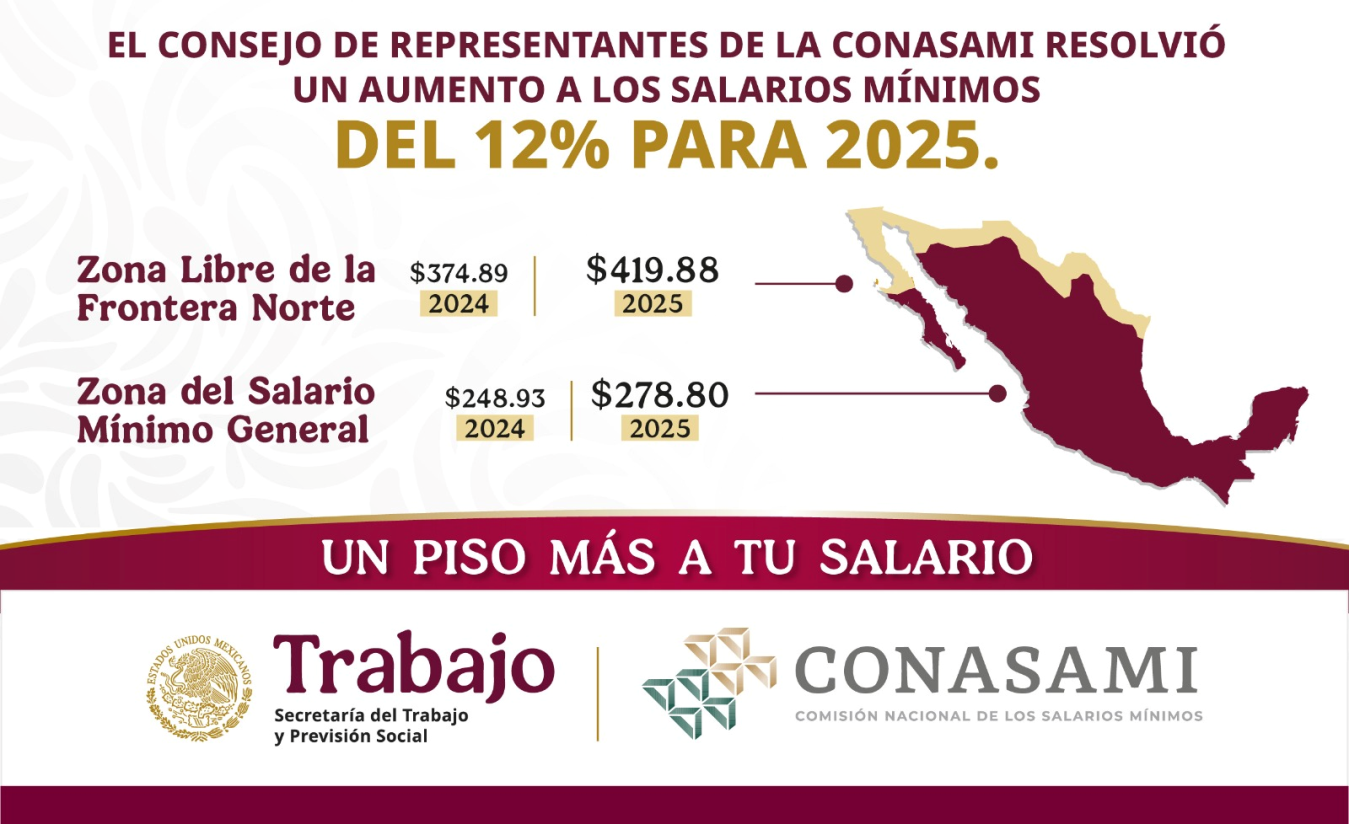 EL CONSEJO DE REPRESENTANTES DE LA CONASAMI RESOLVIÓ
UN AUMENTO A LOS SALARIOS MÍNIMOS
DEL 12% PARA 2025.
Zona Libre de la
Frontera Norte
$374.89
2024
$419.88
2025
Zona del Salario
Mínimo General
$248.93
2024
$278.80
2025
UN PISO MÁS A TU SALARIO
ESTADOS UNIDOS MEXICANOS
Trabajo
Secretaría del Trabajo
y Previsión Social
CONASAMI
COMISIÓN NACIONAL DE LOS SALARIOS MÍNIMOS